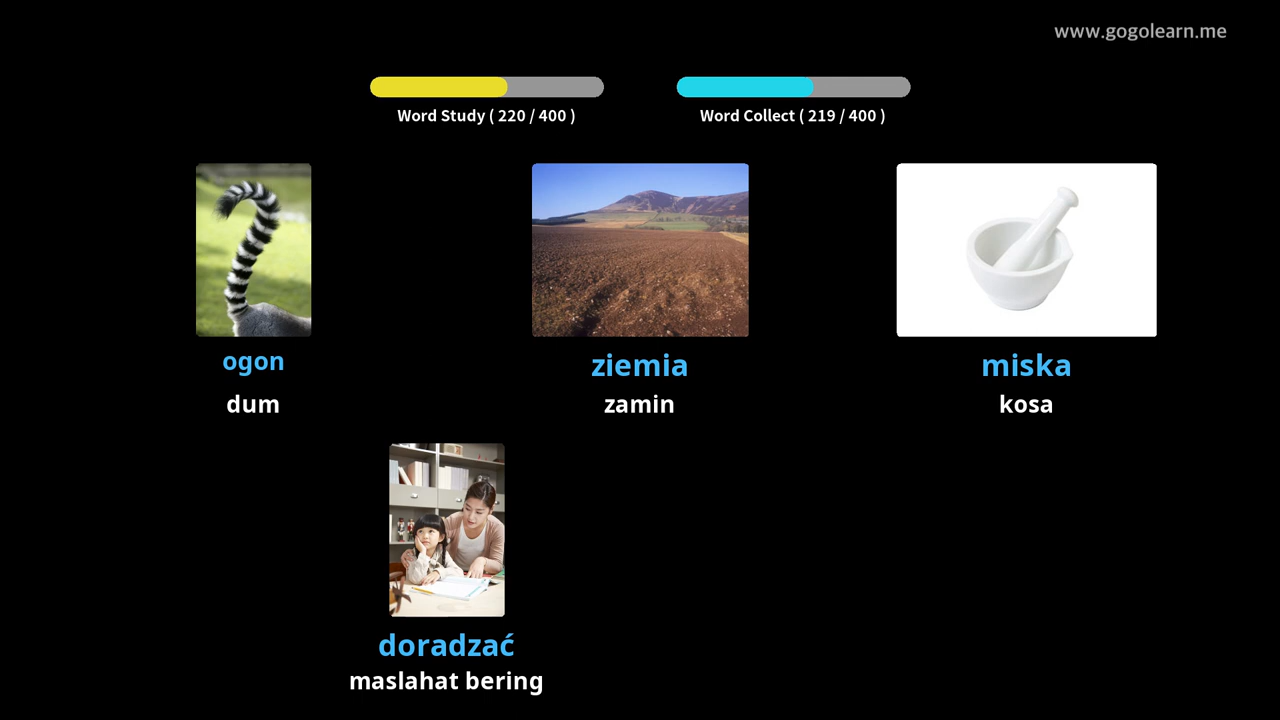 www.gogolearn.me
Word Study ( 220 / 400 )
Word Collect ( 219 / 400 )
ogon
dum
ziemia
zamin
miska
kosa
doradzać
maslahat bering